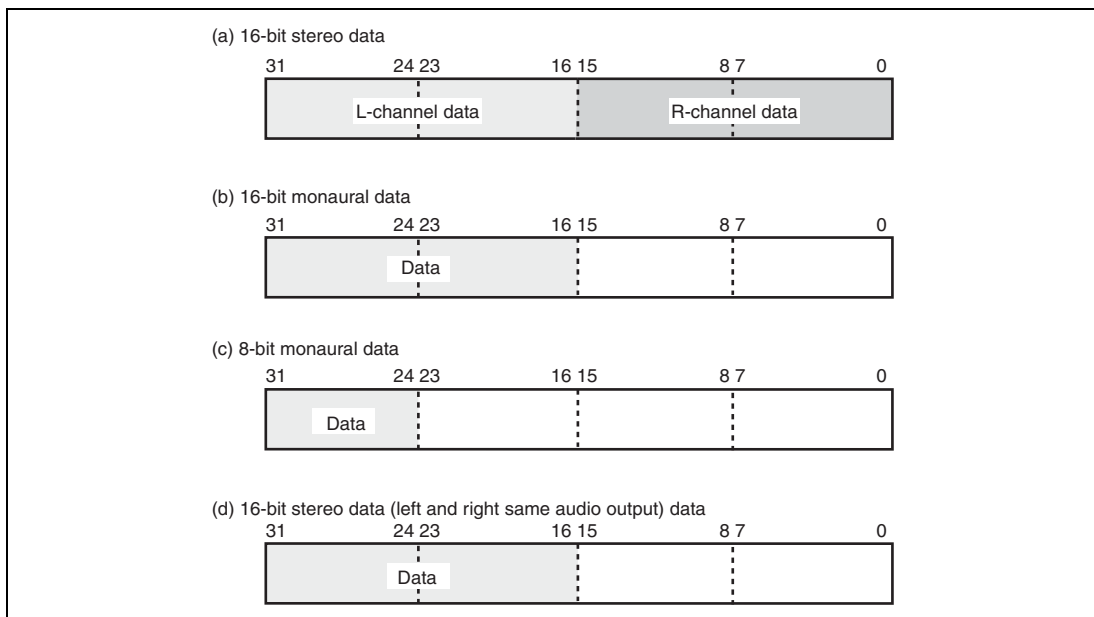 (a) 16-bit stereo data
31 24 23 16 15 8 7 0
L-channel data R-channel data
(b) 16-bit monaural data
31 24 23 16 15 8 7 0
Data
(c) 8-bit monaural data
31 24 23 16 15 8 7 0
Data
(d) 16-bit stereo data (left and right same audio output) data
31 24 23 16 15 8 7 0
Data